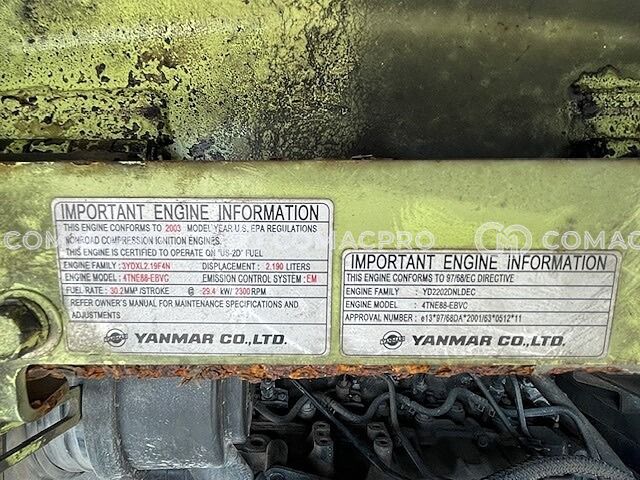 IMPORTANT ENGINE INFORMATION
THIS ENGINE CONFORMS TO 2003 MODEL YEAR U.S. EPA REGULATIONS
NONROAD COMPRESSION IGNITION ENGINES.
THIS ENGINE IS CERTIFIED TO OPERATE ON "US-2D" FUEL
ENGINE FAMILY : 3YDXL2.19F4N DISPLACEMENT : 2.190 LITERS
ENGINE MODEL : 4TNE88-EBVC EMISSION CONTROL SYSTEM : EM
FUEL RATE : 30.2MM³/STROKE @ 29.4 kW/ 2300 RPM
REFER OWNER'S MANUAL FOR MAINTENANCE SPECIFICATIONS AND
ADJUSTMENTS
YANMAR CO.,LTD.
IMPORTANT ENGINE INFORMATION
THIS ENGINE CONFORMS TO 97/68/EC DIRECTIVE
ENGINE FAMILY : YD2202DNLDEC
ENGINE MODEL : 4TNE88-EBVC
APPROVAL NUMBER : e13*97/68DA*2001/63*0512*11
YANMAR CO.,LTD.
COMACPRO
COMACPRO